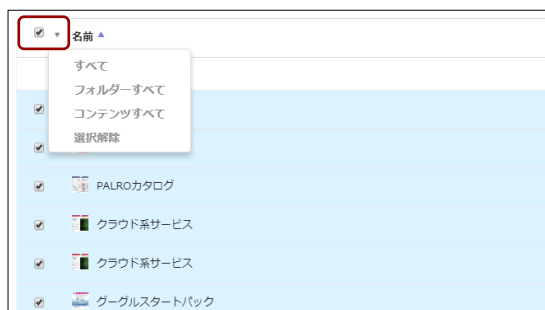 名前
すべて
フォルダーすべて
コンテンツすべて
選択解除
PALROカタログ
クラウド系サービス
クラウド系サービス
グーグルスタートパック